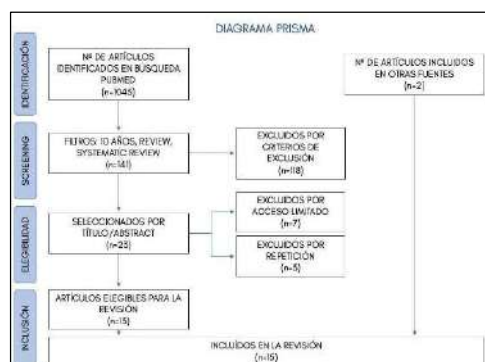 DIAGRAMA PRISMA
IDENTIFICACIÓN
Nº DE ARTÍCULOS
IDENTIFICADOS EN BÚSQUEDA
PUBMED
(n=1045)
Nº DE ARTÍCULOS INCLUIDOS
EN OTRAS FUENTES
(n=2)
SCREENING
FILTROS: 10 AÑOS, REVIEW,
SYSTEMATIC REVIEW
(n=141)
EXCLUIDOS POR
CRITERIOS DE
EXCLUSIÓN
(n=118)
ELEGIBILIDAD
SELECCIONADOS POR
TÍTULO/ABSTRACT
(n=25)
EXCLUIDOS POR
ACCESO LIMITADO
(n=7)
EXCLUIDOS POR
REPETICIÓN
(n=5)
INCLUSIÓN
ARTÍCULOS ELEGIBLES PARA LA
REVISIÓN
(n=15)
INCLUÍDOS EN LA REVISIÓN
(n=15)